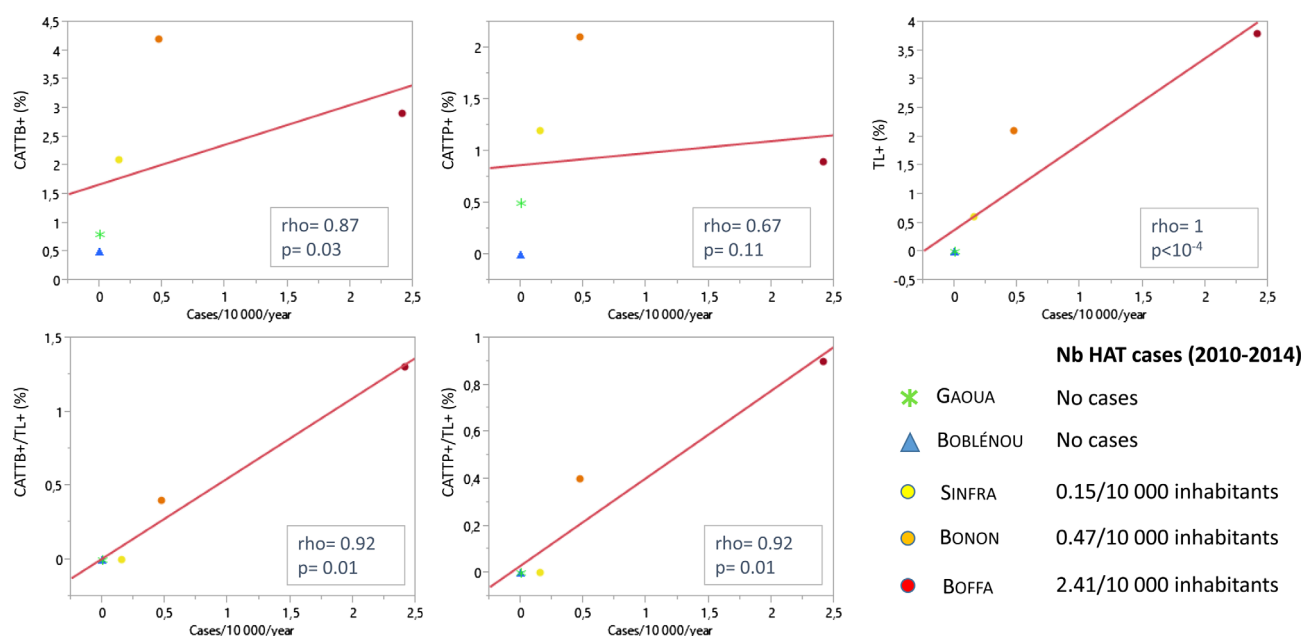 4,5
4
3,5
3
2,5
2
1,5
1
0,5
0
CATTB+ (%)
rho= 0.87
p= 0.03
0
0,5
1
1,5
2
2,5
Cases/10 000/year
2
1,5
1
0,5
0
CATTP+ (%)
rho= 0.67
p= 0.11
0
0,5
1
1,5
2
2,5
Cases/10 000/year
4
3,5
3
2,5
2
1,5
1
0,5
0
-0,5
TL+ (%)
rho= 1
p<10⁻⁴
0
0,5
1
1,5
2
2,5
Cases/10 000/year
1,5
1
0,5
0
CATTB+/TL+ (%)
rho= 0.92
p= 0.01
0
0,5
1
1,5
2
2,5
Cases/10 000/year
1
0,8
0,6
0,4
0,2
0
CATTP+/TL+ (%)
rho= 0.92
p= 0.01
0
0,5
1
1,5
2
2,5
Cases/10 000/year
Nb HAT cases (2010-2014)
GAOUA No cases
BOBLÉNOU No cases
SINFRA 0.15/10 000 inhabitants
BONON 0.47/10 000 inhabitants
BOFFA 2.41/10 000 inhabitants